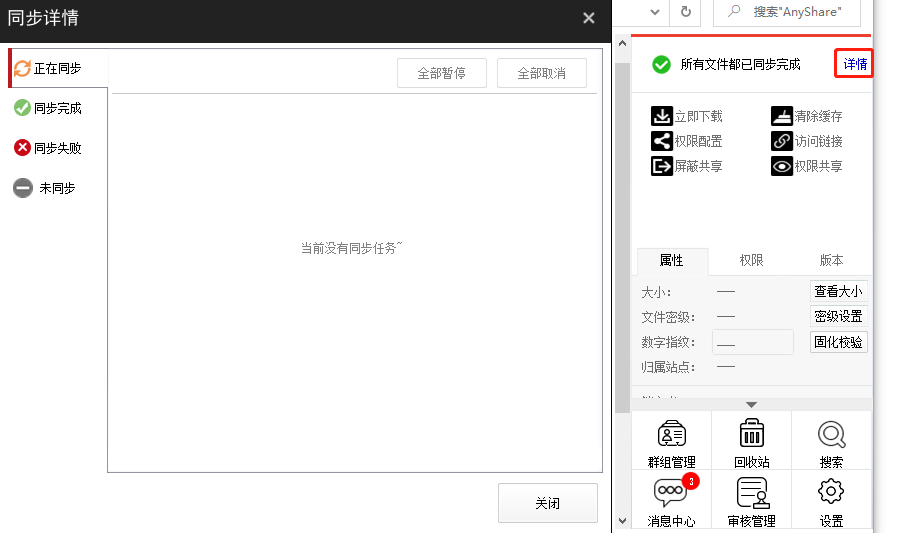 同步详情
正在同步
同步完成
同步失败
未同步
全部暂停
全部取消
当前没有同步任务~
关闭
搜索"AnyShare"
所有文件都已同步完成
详情
立即下载
清除缓存
权限配置
访问链接
屏蔽共享
权限共享
属性
权限
版本
大小：
——
查看大小
文件密级：
——
密级设置
数字指纹：
——
固化校验
归属站点：
——
群组管理
回收站
搜索
3
消息中心
审核管理
设置